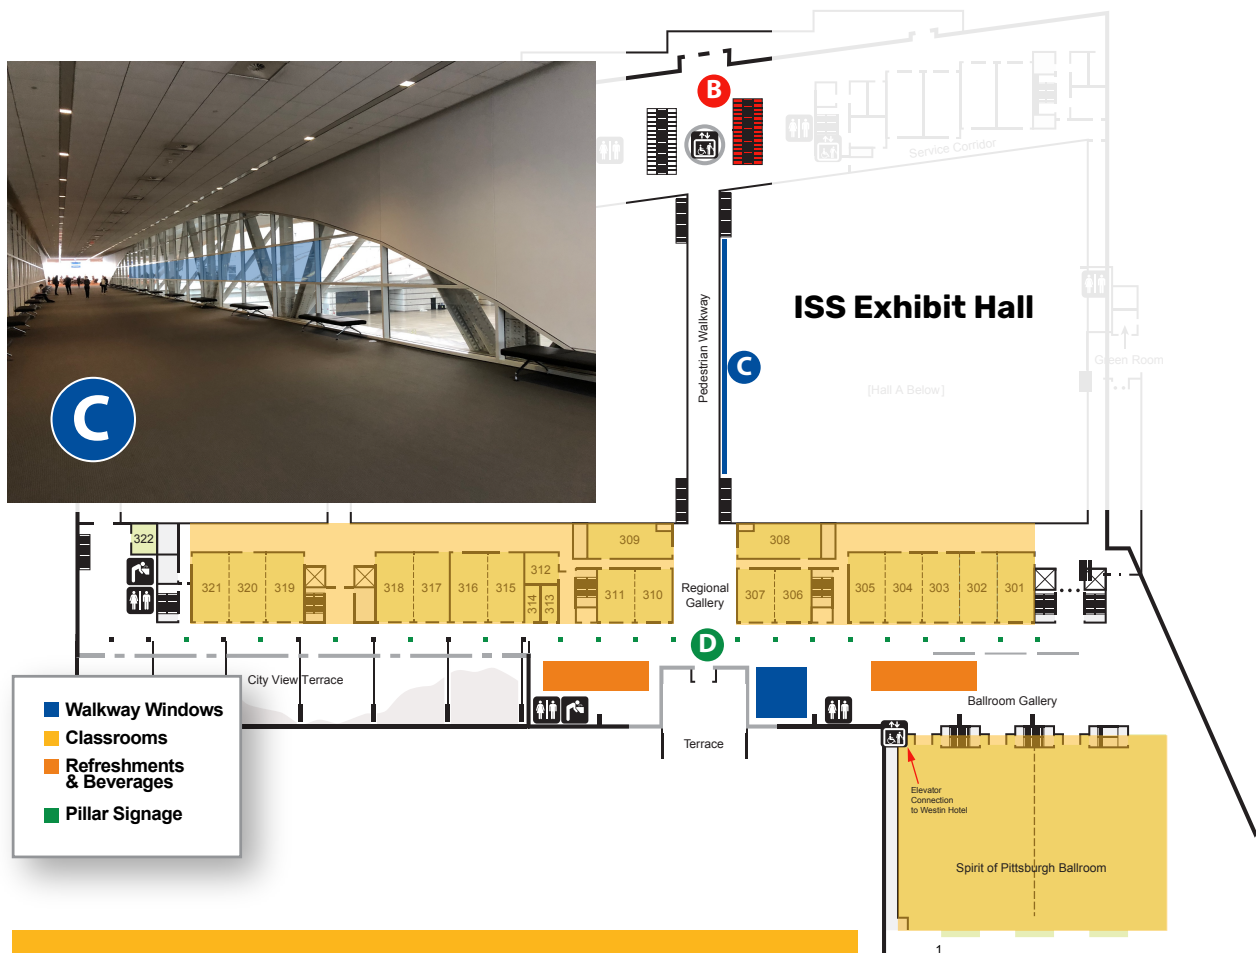 B
Service Corridor
ISS Exhibit Hall
Pedestrian Walkway
C
Green Room
[Hall A Below]
C
322
309
308
321
320
319
318
317
316
315
312
314
313
311
310
Regional
Gallery
307
306
305
304
303
302
301
D
City View Terrace
Ballroom Gallery
Terrace
Walkway Windows
Classrooms
Refreshments
& Beverages
Pillar Signage
Elevator
Connection
to Westin Hotel
Spirit of Pittsburgh Ballroom
1